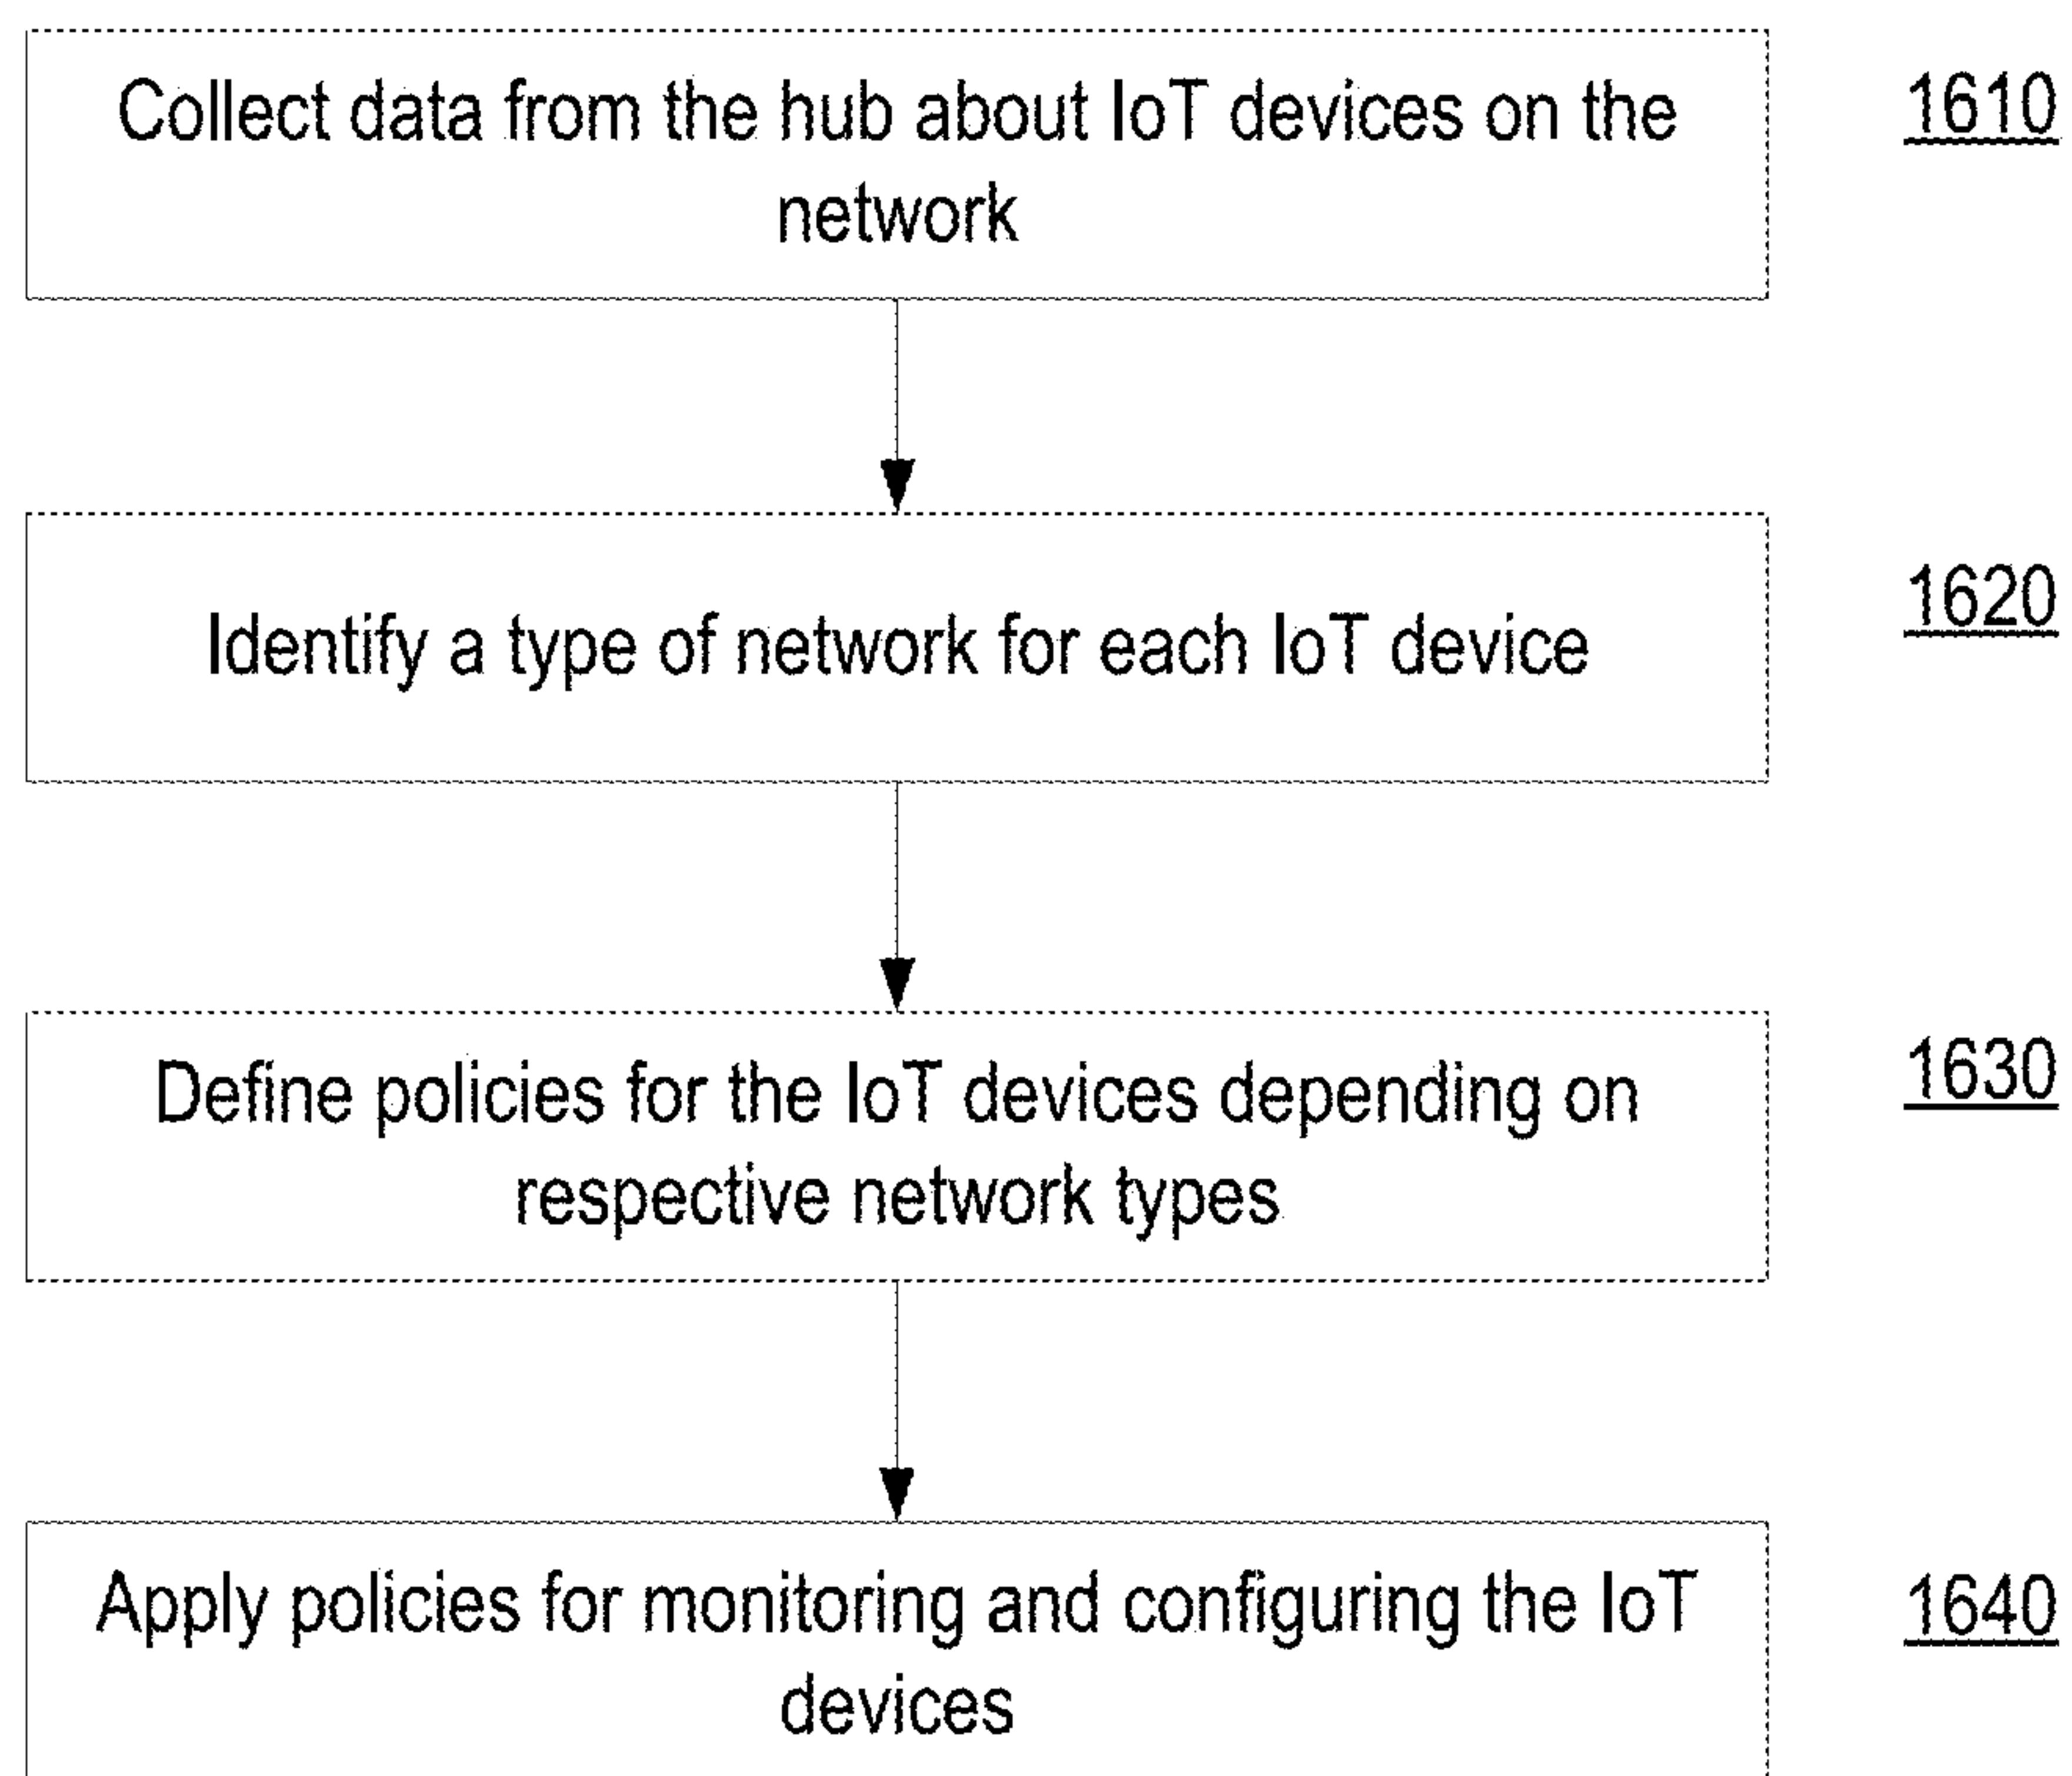 Collect data from the hub about IoT devices on the
network
1610
Identify a type of network for each IoT device
1620
Define policies for the IoT devices depending on
respective network types
1630
Apply policies for monitoring and configuring the IoT
devices
1640